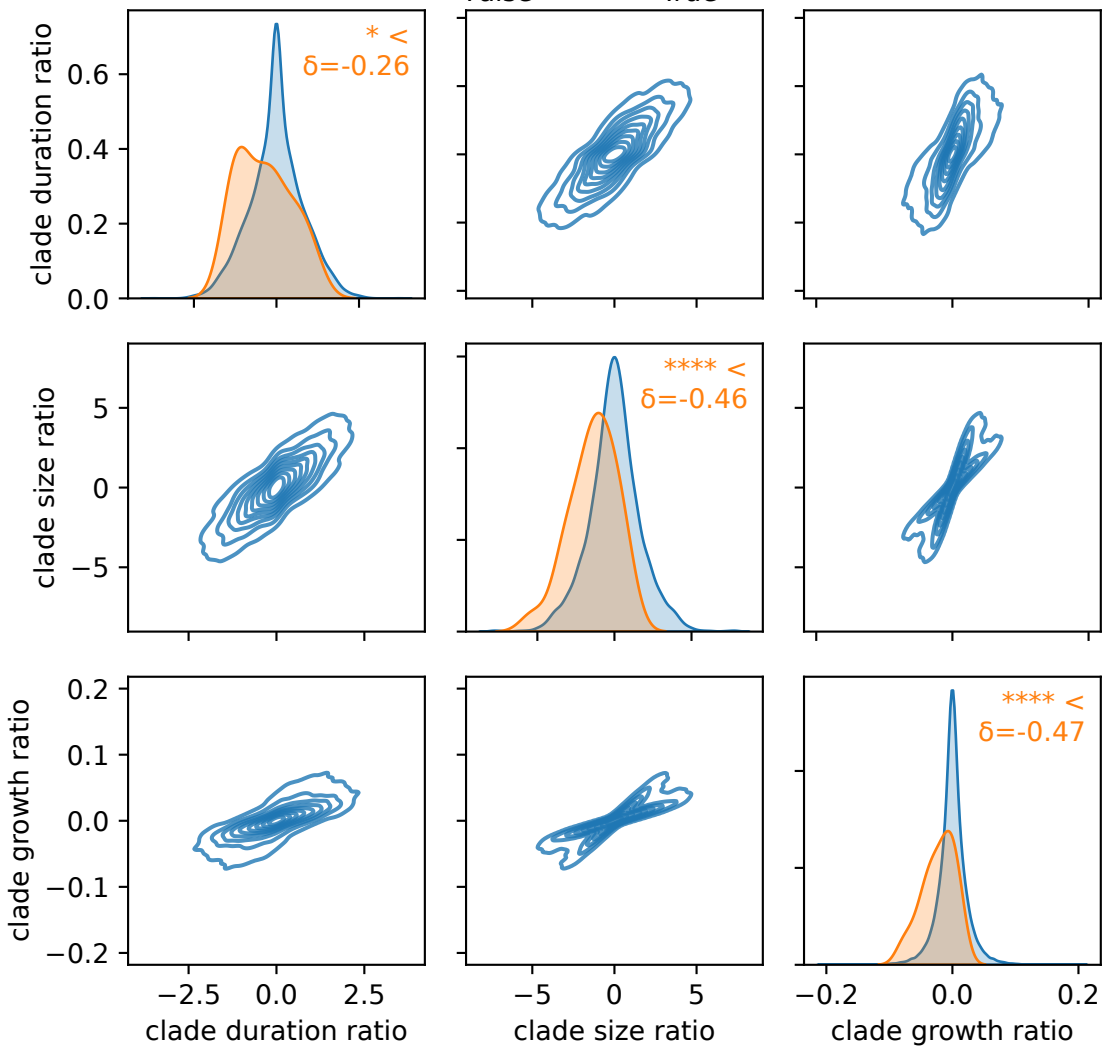 clade duration ratio
0.6
0.4
0.2
0.0
* <
δ=-0.26
clade size ratio
5
0
−5
**** <
δ=-0.46
clade growth ratio
0.2
0.1
0.0
−0.1
−0.2
**** <
δ=-0.47
−2.5 0.0 2.5
−5 0 5
−0.2 0.0 0.2
clade duration ratio
clade size ratio
clade growth ratio